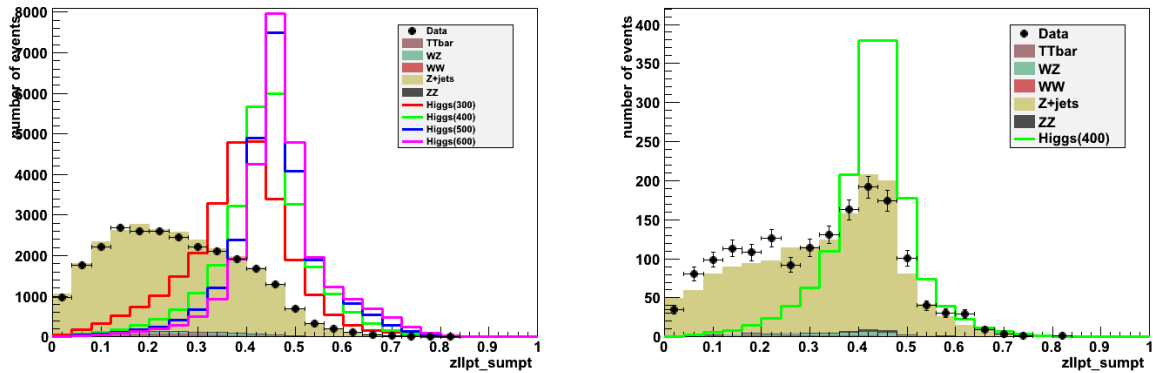 number of events
8000
7000
6000
5000
4000
3000
2000
1000
0
0 0.1 0.2 0.3 0.4 0.5 0.6 0.7 0.8 0.9 1
zllpt_sumpt
Data
TTbar
WZ
WW
Z+jets
ZZ
Higgs(300)
Higgs(400)
Higgs(500)
Higgs(600)
number of events
400
350
300
250
200
150
100
50
0
0 0.1 0.2 0.3 0.4 0.5 0.6 0.7 0.8 0.9 1
zllpt_sumpt
Data
TTbar
WZ
WW
Z+jets
ZZ
Higgs(400)